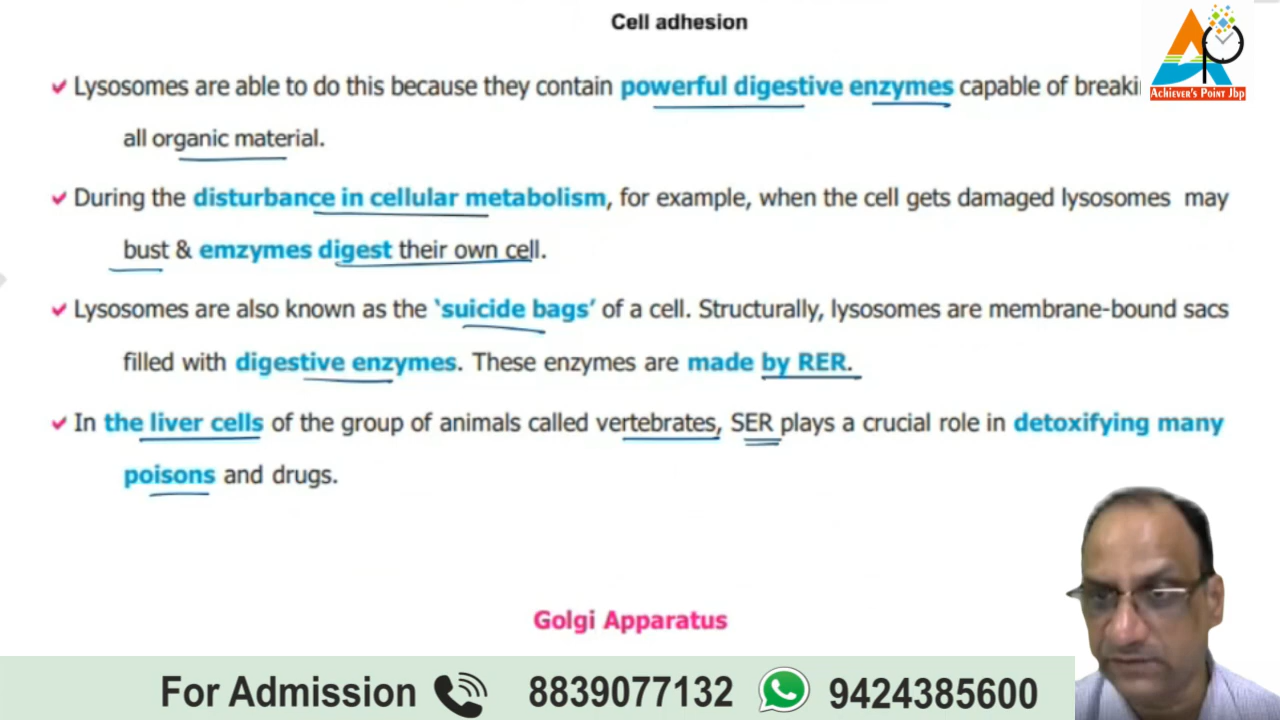 Cell adhesion
Lysosomes are able to do this because they contain powerful digestive enzymes capable of
all organic material.
During the disturbance in cellular metabolism, for example, when the cell gets damaged lysosomes may
bust & emzymes digest their own cell.
Lysosomes are also known as the ‘suicide bags’ of a cell. Structurally, lysosomes are membrane-bound sacs
filled with digestive enzymes. These enzymes are made by RER.
In the liver cells of the group of animals called vertebrates, SER plays a crucial role in detoxifying many
poisons and drugs.
Golgi Apparatus
For Admission 8839077132 9424385600
ACHIEVER'S POINT Jbp